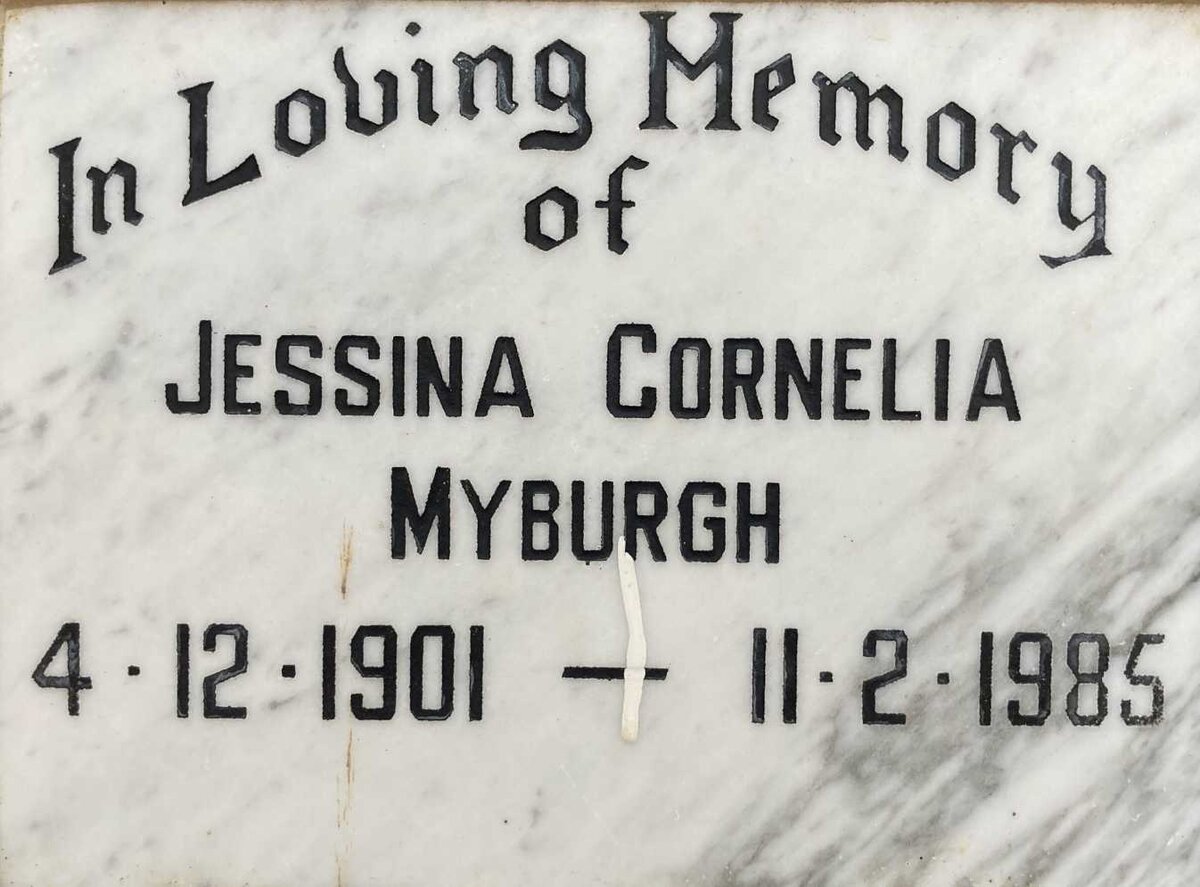 In Loving Memory
of
JESSINA CORNELIA
MYBURGH
4·12·1901 — 11·2·1985